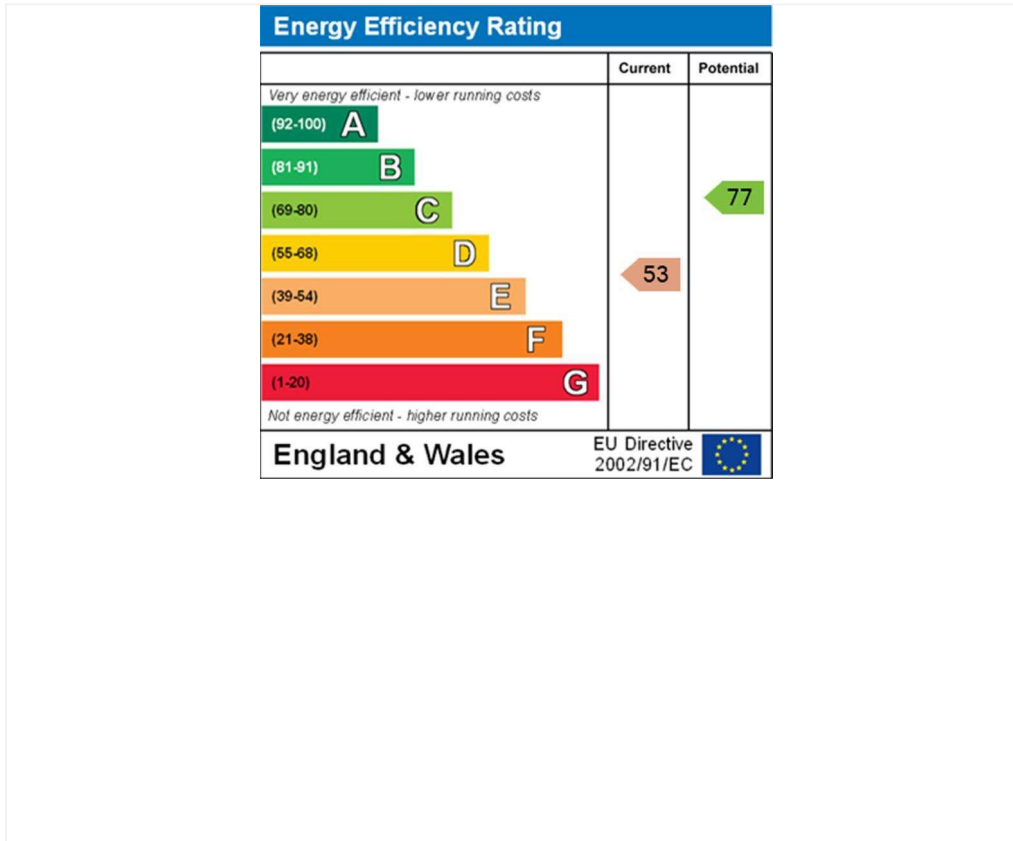 Energy Efficiency Rating
Current Potential
Very energy efficient - lower running costs
(92-100) A
(81-91) B
(69-80) C
77
(55-68) D
53
(39-54) E
(21-38) F
(1-20) G
Not energy efficient - higher running costs
England & Wales
EU Directive
2002/91/EC